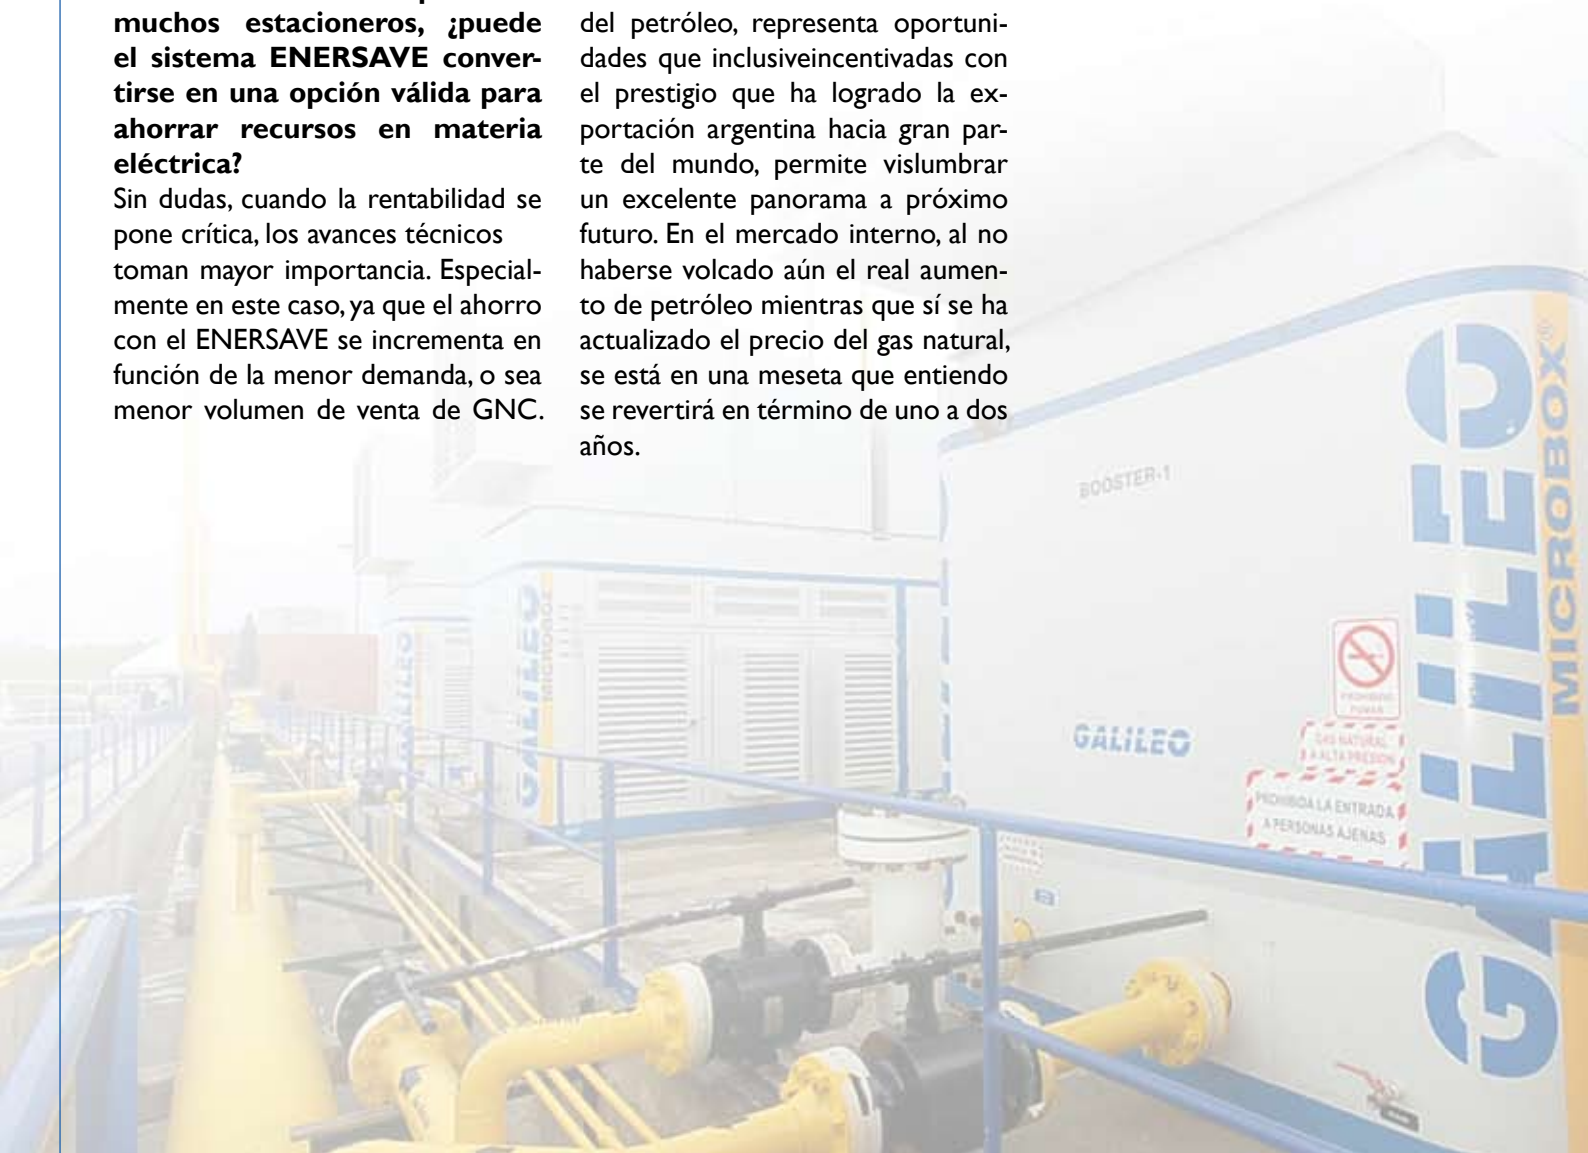 muchos estacioneros, ¿puede
el sistema ENERSAVE conver-
tirse en una opción válida para
ahorrar recursos en materia
eléctrica?
Sin dudas, cuando la rentabilidad se
pone crítica, los avances técnicos
toman mayor importancia. Especial-
mente en este caso, ya que el ahorro
con el ENERSAVE se incrementa en
función de la menor demanda, o sea
menor volumen de venta de GNC.
del petróleo, representa oportuni-
dades que inclusiveincentivadas con
el prestigio que ha logrado la ex-
portación argentina hacia gran par-
te del mundo, permite vislumbrar
un excelente panorama a próximo
futuro. En el mercado interno, al no
haberse volcado aún el real aumen-
to de petróleo mientras que sí se ha
actualizado el precio del gas natural,
se está en una meseta que entiendo
se revertirá en término de uno a dos
años.
BOOSTER-1
GALILEO
GALILEO
MICROBOX®
PROHIBIDO
FUMAR
GAS NATURAL
A ALTA PRESION
PROHIBIDA LA ENTRADA
A PERSONAS AJENAS
GALILEO
MICROBOX
GALILEO